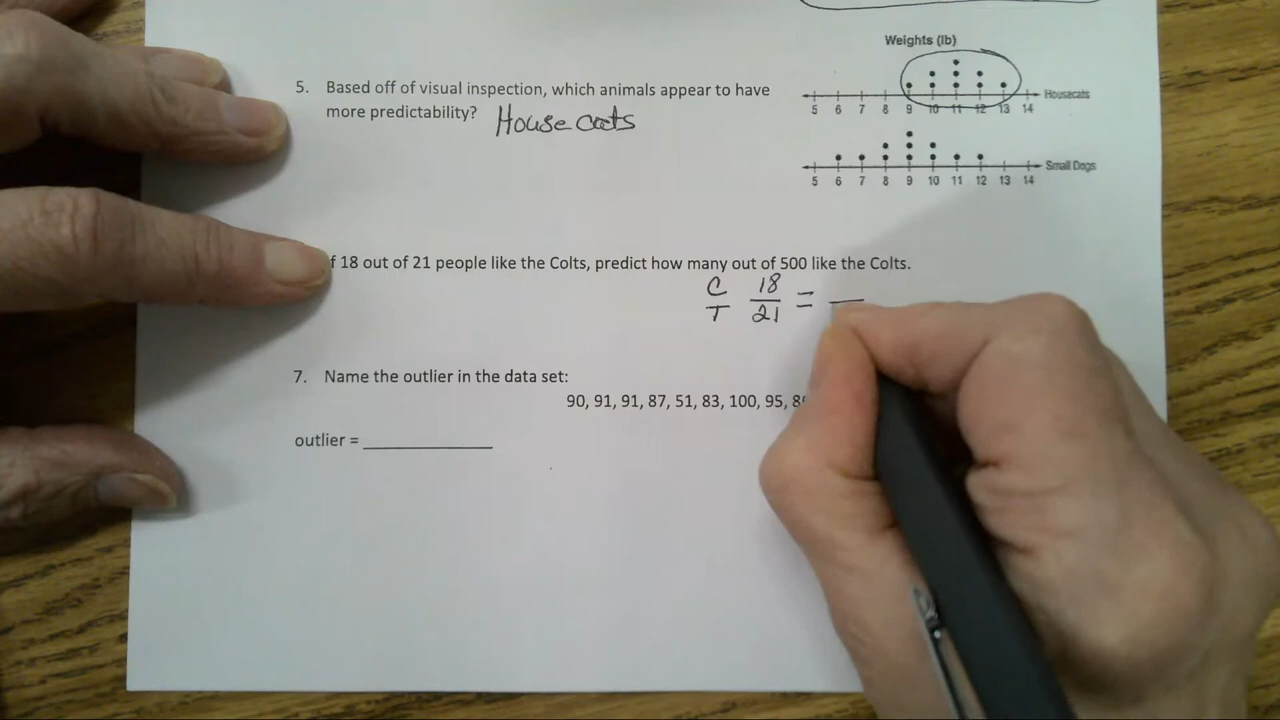 Weights (lb)
5. Based off of visual inspection, which animals appear to have
more predictability? House cats
Housecats
5 6 7 8 9 10 11 12 13 14
Small Dogs
5 6 7 8 9 10 11 12 13 14
f 18 out of 21 people like the Colts, predict how many out of 500 like the Colts.
C 18
T 21 =
7. Name the outlier in the data set:
90, 91, 91, 87, 51, 83, 100, 95,
outlier =